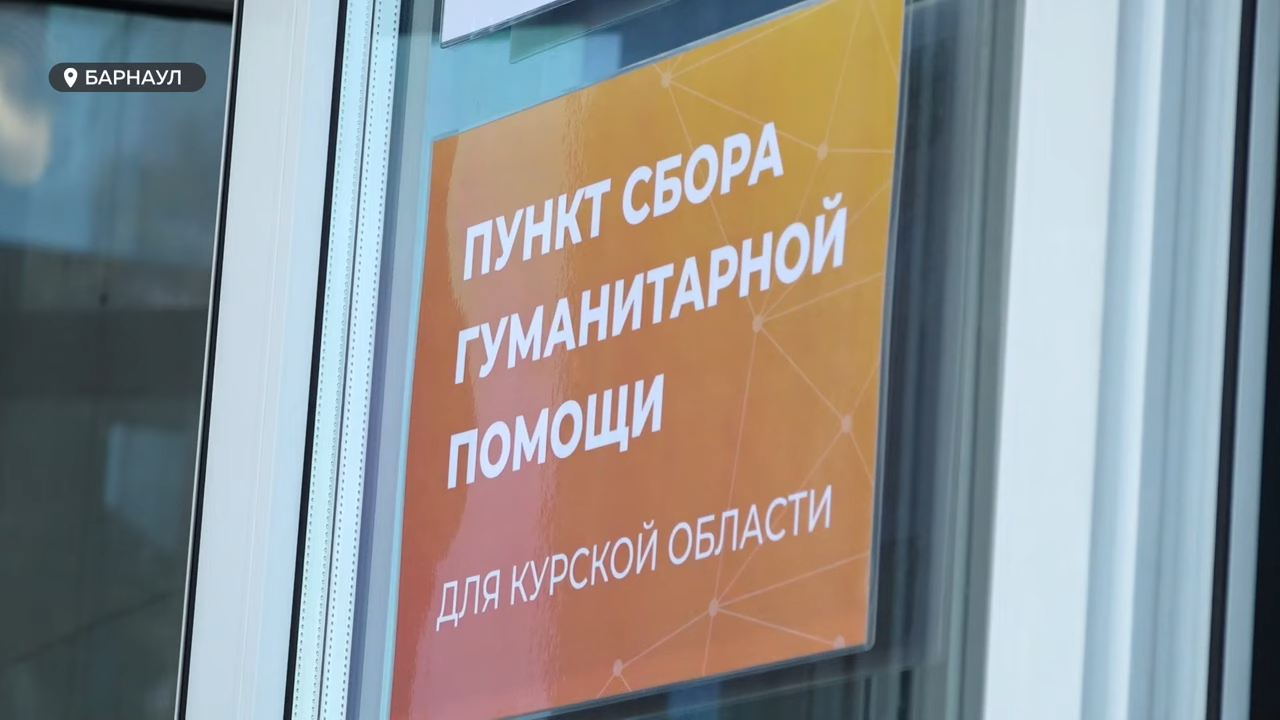 БАРНАУЛ
ПУНКТ СБОРА
ГУМАНИТАРНОЙ
ПОМОЩИ
ДЛЯ КУРСКОЙ ОБЛАСТИ